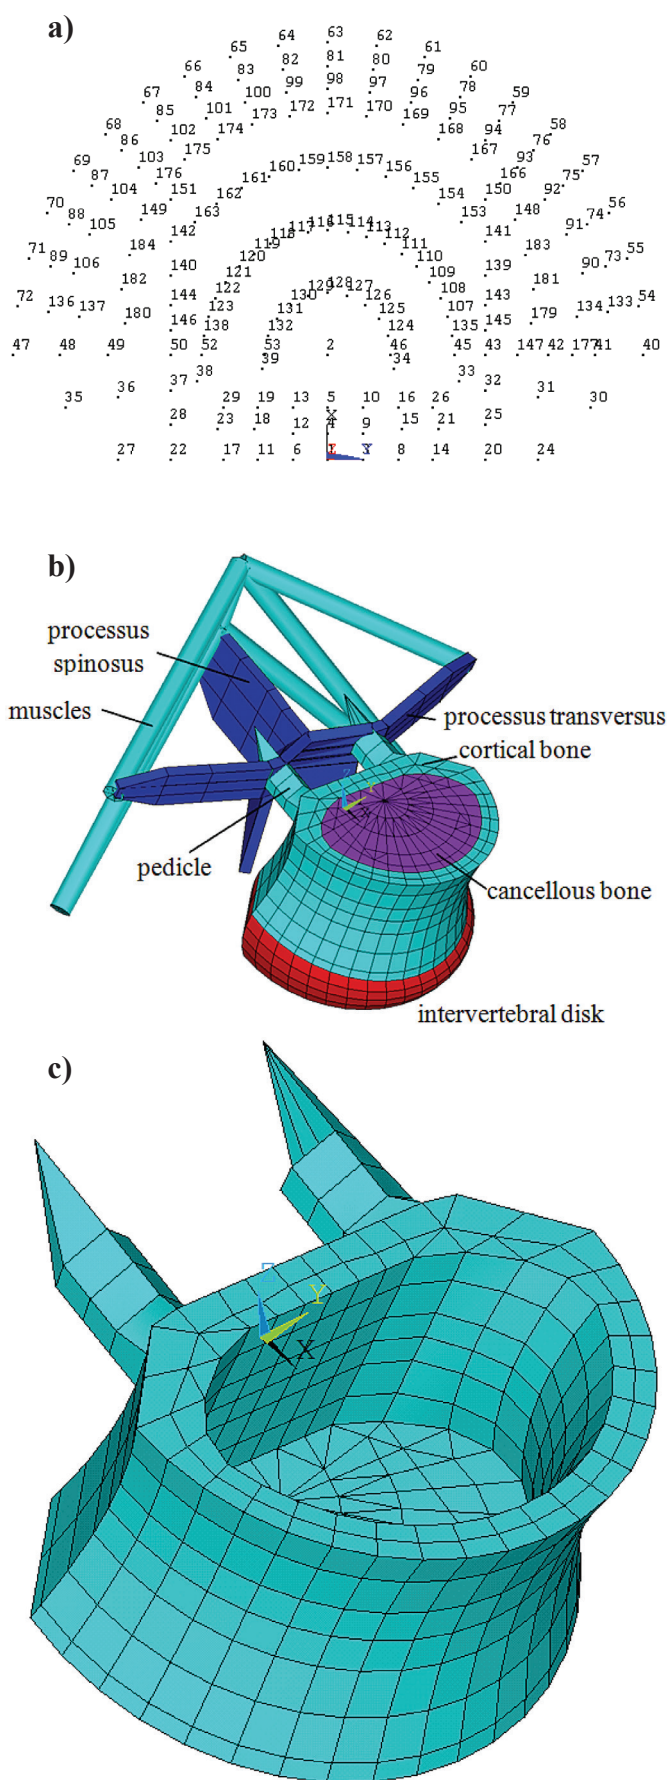 a)
63
64 62
65 81 61
82 80
66 83 98 79 60
84 99 97 78
67 100 171 96 59
85 101 172 170 95 77
68 102 173 169 94 58
86 174 168 76
69 103 175 159 158 157 167 93 57
87 176 160 156 166 75
70 104 151 161 155 150 92 56
88 149 162 154 148 74
71 105 142 163 115 114 153 141 91 55
89 184 119 113 112 183 73
106 140 120 111 139 90
72 182 144 121 128 110 143 181 54
136 122 130 129 127 109 133
137 180 146 123 131 126 108 145 179 134
138 132 125 107
124 135
47 48 49 50 52 53 2 46 45 43 147 42 177 41 40
39 34
38 33
35 36 37 32 31 30
29 19 13 5 10 16 26
28 X 25
23 18 12 4 9 15 21
27 22 17 11 6 1 8 14 20 24
Z Y
b)
processus
spinosus
muscles
processus transversus
cortical bone
Z Y
X
pedicle
cancellous bone
intervertebral disk
c)
Z
Y
X